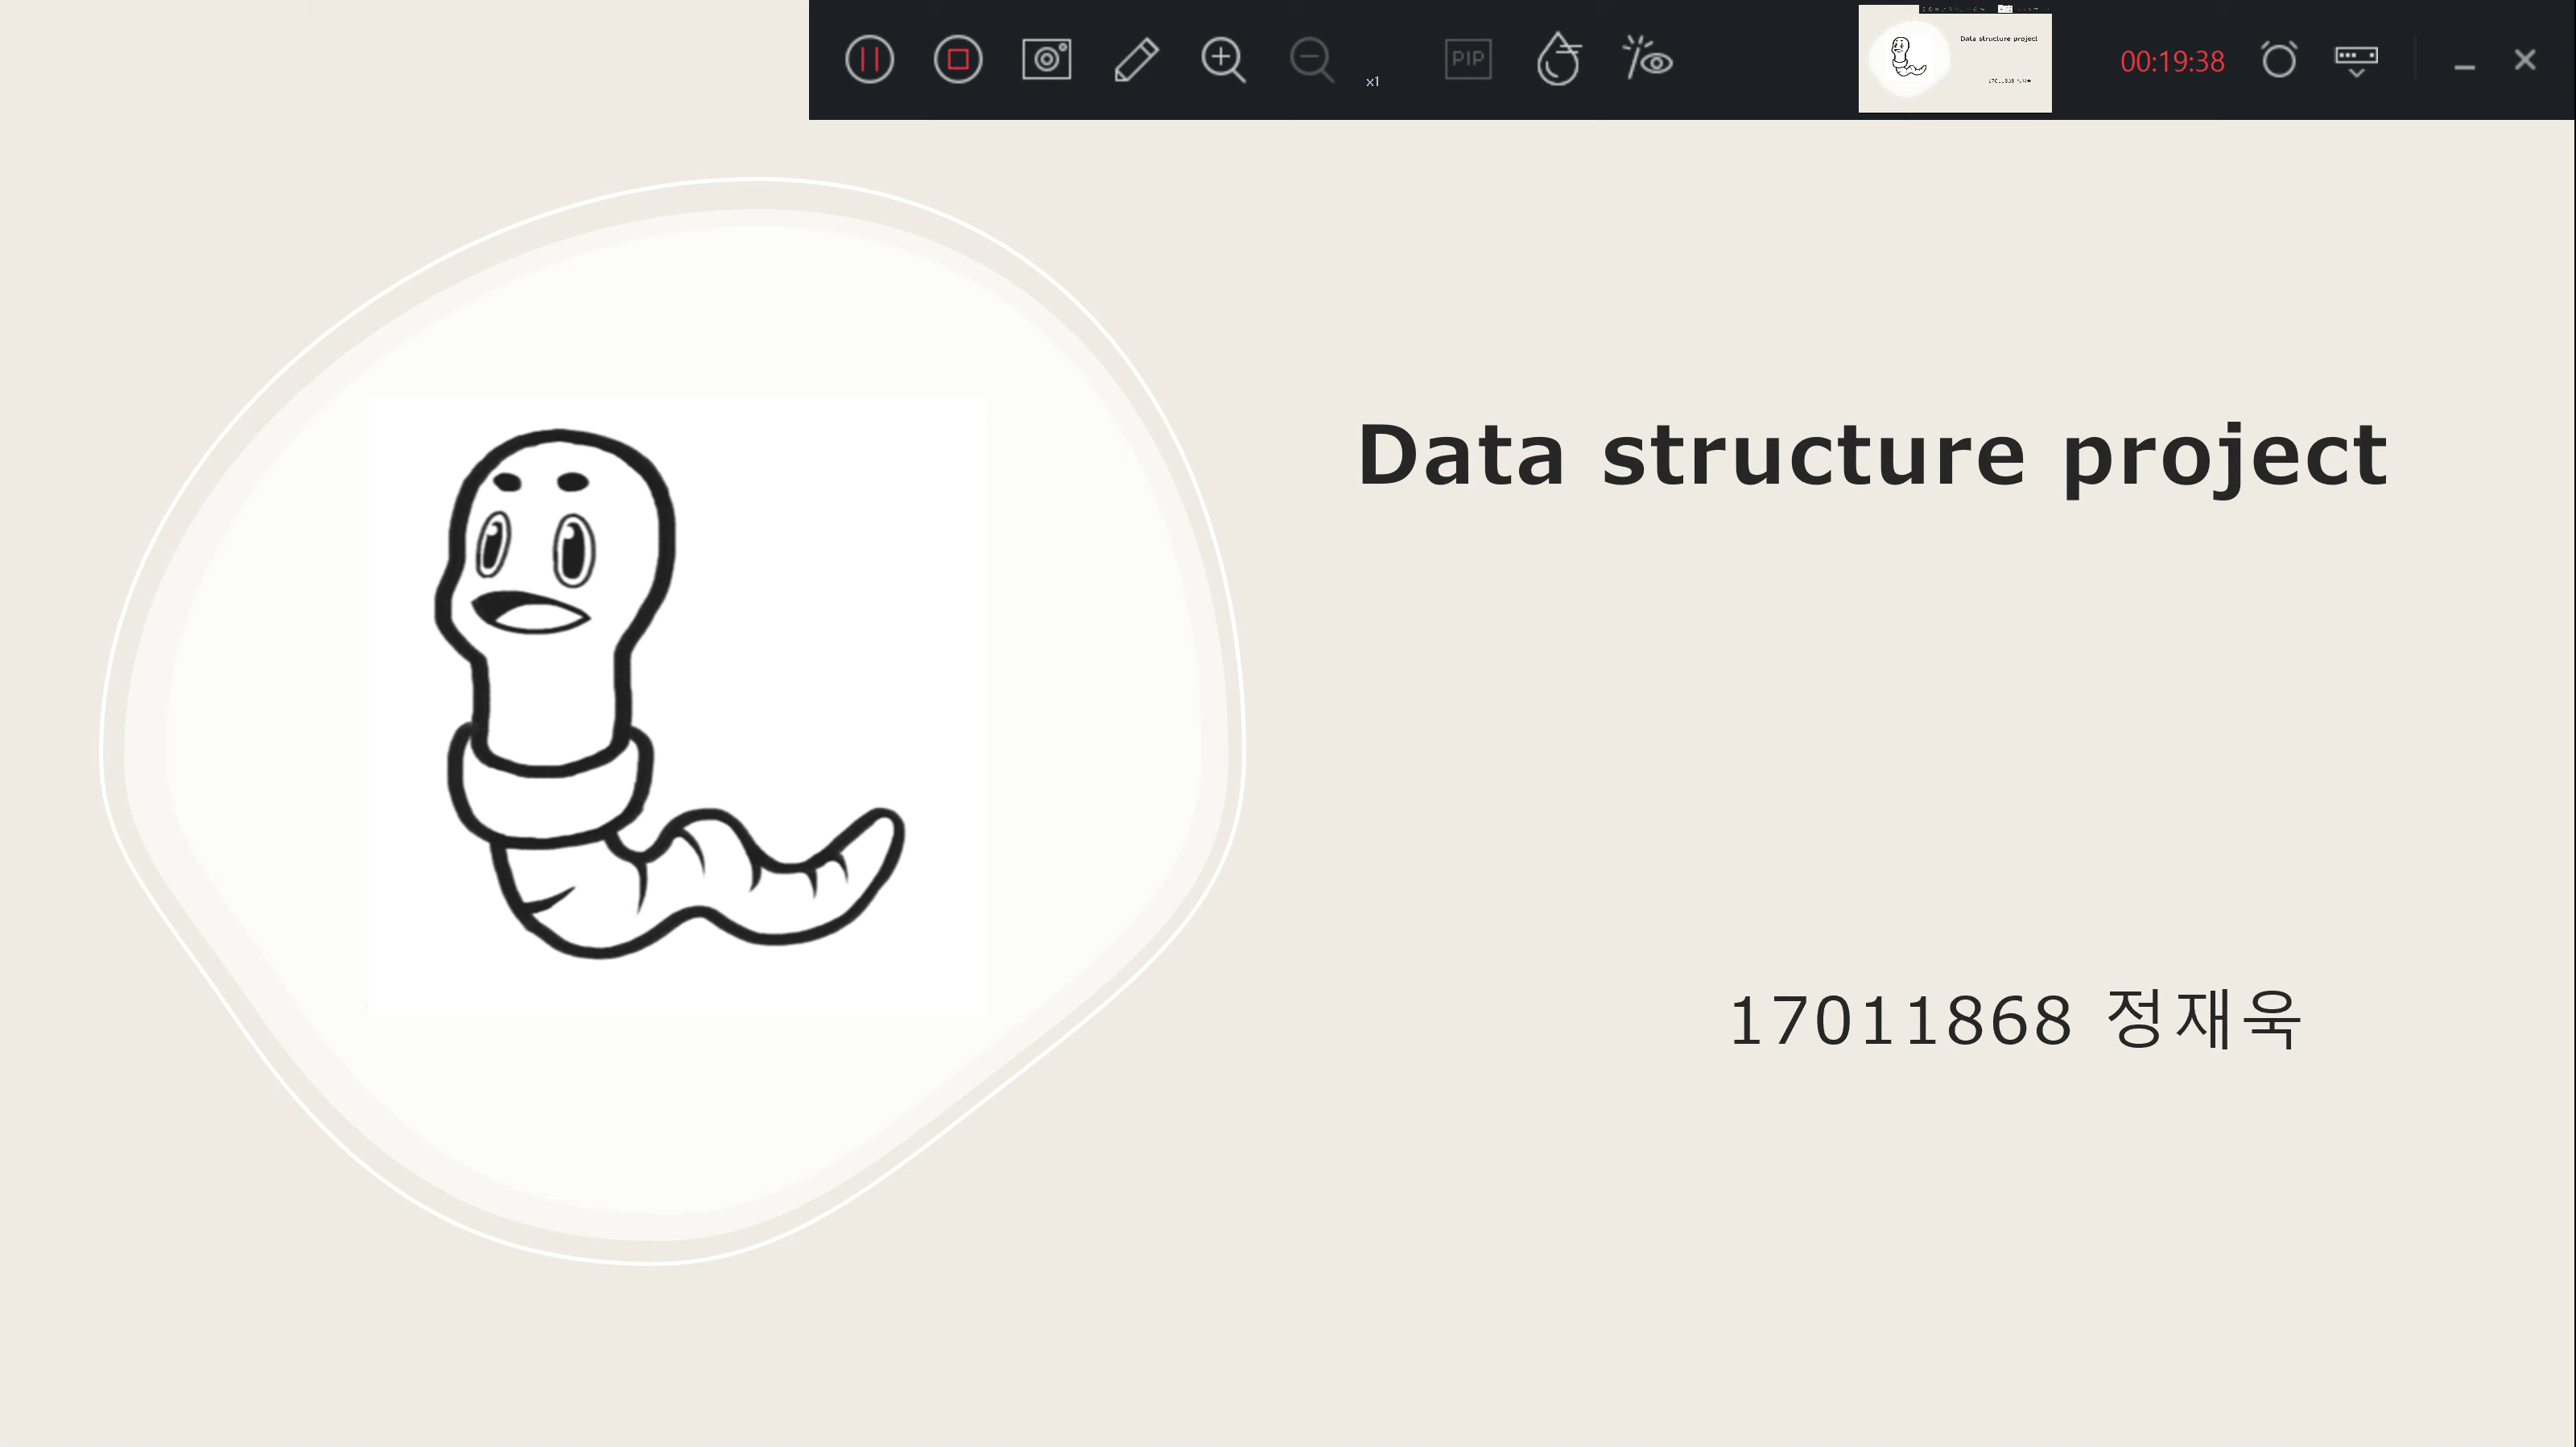 x1
PIP
00:19:38
Data structure project
17011868 정재욱